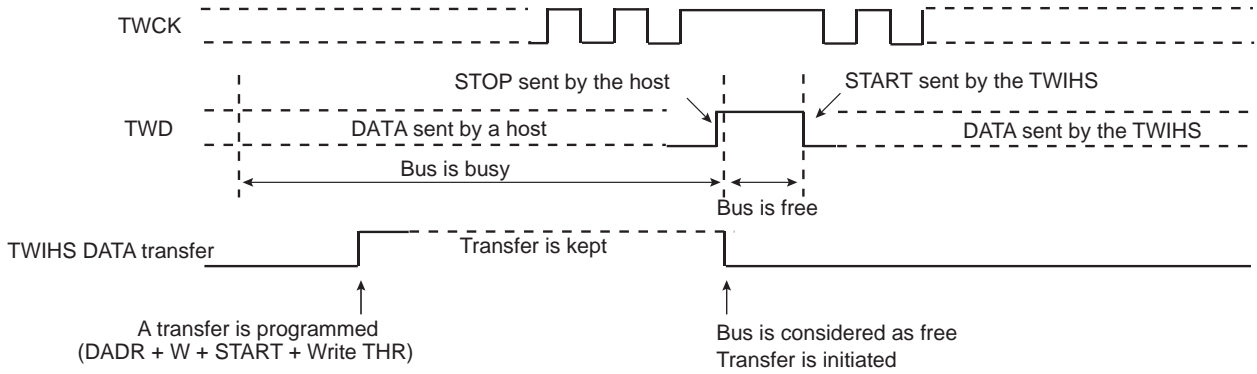 TWCK
STOP sent by the host
START sent by the TWIHS
TWD
DATA sent by a host
DATA sent by the TWIHS
Bus is busy
Bus is free
TWIHS DATA transfer
Transfer is kept
A transfer is programmed
(DADR + W + START + Write THR)
Bus is considered as free
Transfer is initiated